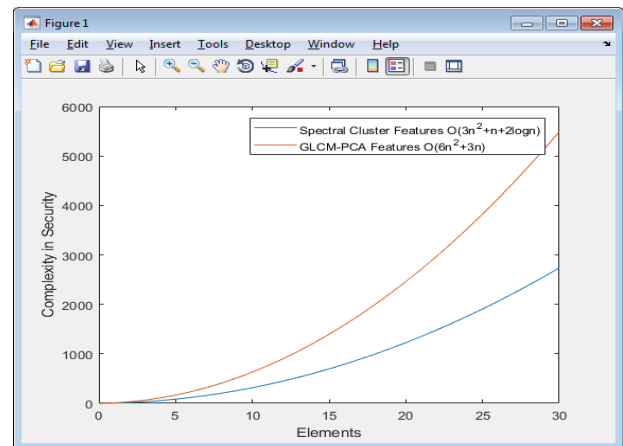 Figure 1
File Edit View Insert Tools Desktop Window Help
6000
5000
4000
3000
2000
1000
0
Complexity in Security
Spectral Cluster Features O(3n²+n+2logn)
GLCM-PCA Features O(6n²+3n)
0 5 10 15 20 25 30
Elements